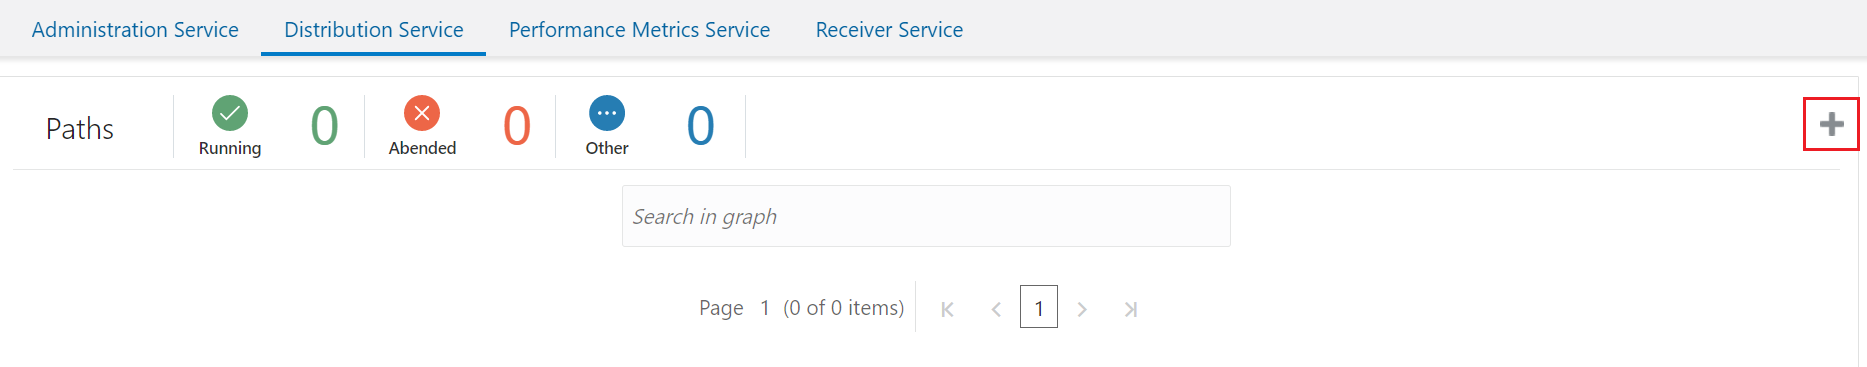 Administration Service Distribution Service Performance Metrics Service Receiver Service
Paths Running 0 Abended 0 Other 0
Search in graph
Page 1 (0 of 0 items) 1